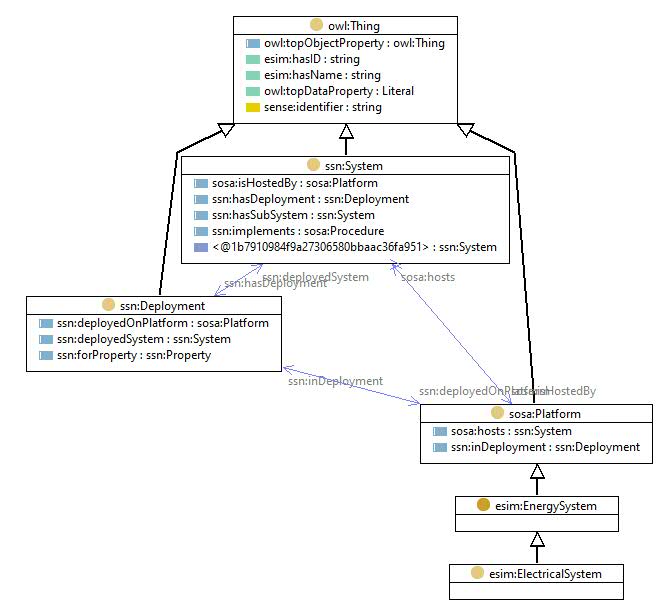 owl:Thing
owl:topObjectProperty : owl:Thing
esim:hasID : string
esim:hasName : string
owl:topDataProperty : Literal
sense:identifier : string
ssn:System
sosa:isHostedBy : sosa:Platform
ssn:hasDeployment : ssn:Deployment
ssn:hasSubSystem : ssn:System
ssn:implements : sosa:Procedure
<@1b7910984f9a27306580bbaac36fa951> : ssn:System
ssn:deployedSystem
sosa:hosts
ssn:hasDeployment
ssn:Deployment
ssn:deployedOnPlatform : sosa:Platform
ssn:deployedSystem : ssn:System
ssn:forProperty : ssn:Property
ssn:inDeployment
ssn:deployedOnPlatform
sosa:isHostedBy
sosa:Platform
sosa:hosts : ssn:System
ssn:inDeployment : ssn:Deployment
esim:EnergySystem
esim:ElectricalSystem